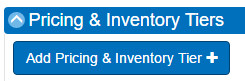 Pricing & Inventory Tiers
Add Pricing & Inventory Tier +